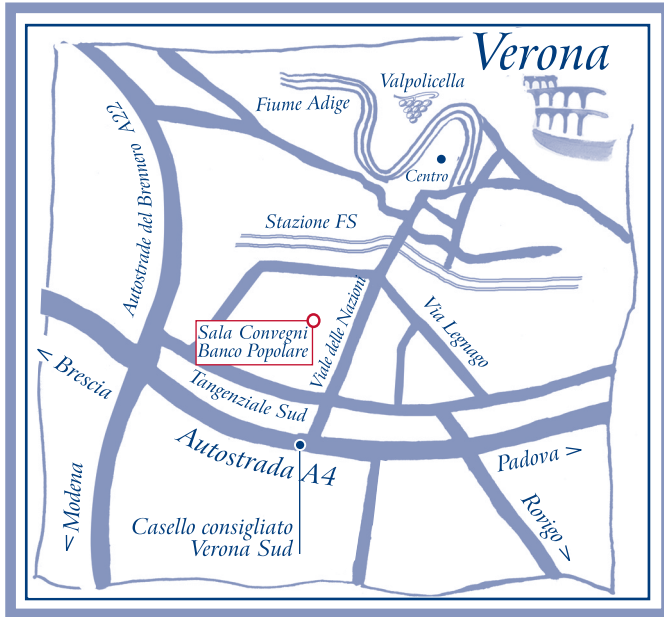 Verona
Valpolicella
Fiume Adige
Centro
Autostrade del Brennero A22
Stazione FS
Sala Convegni
Banco Popolare
Viale delle Nazioni
Via Legnago
< Brescia
Tangenziale Sud
Autostrada A4
Padova >
< Modena
Rovigo >
Casello consigliato
Verona Sud